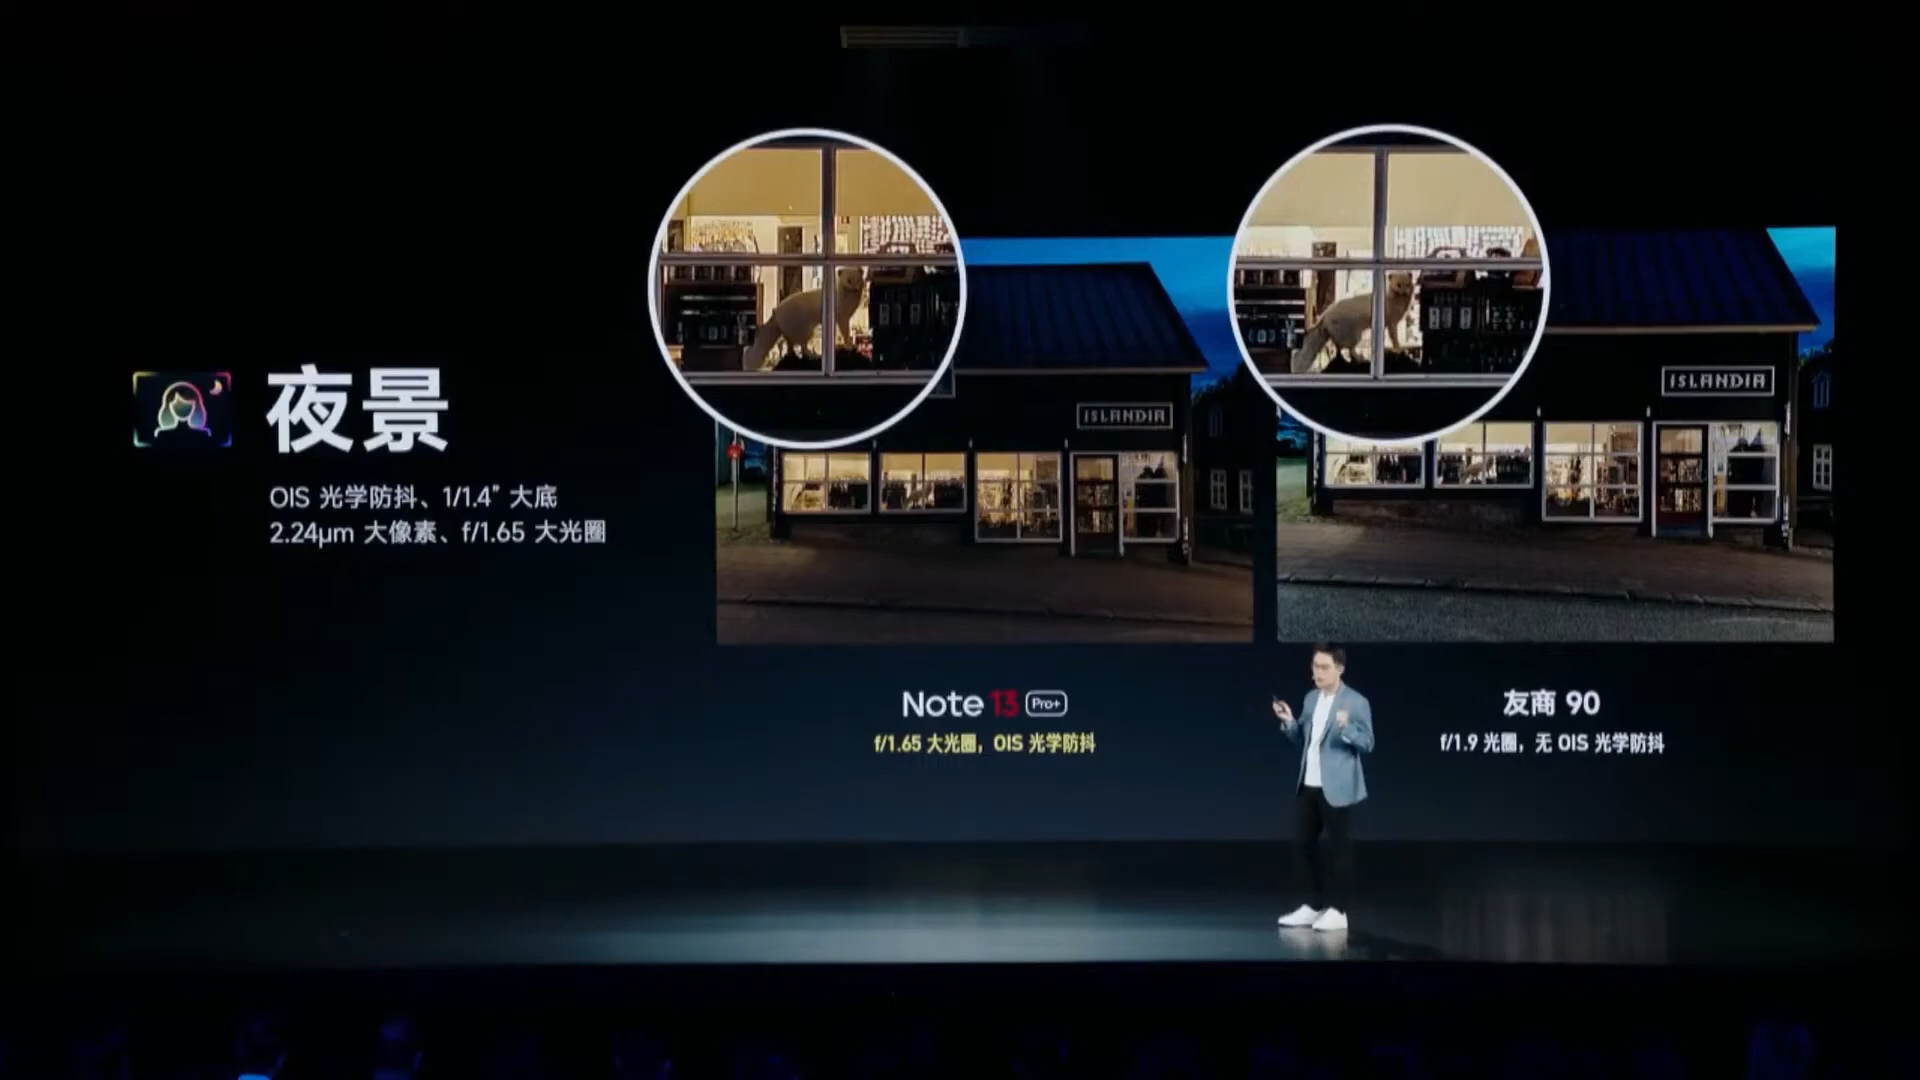 夜景
OIS 光学防抖、1/1.4” 大底
2.24μm 大像素、f/1.65 大光圈
ISLANDIA
ISLANDIA
Note 13 Pro+
f/1.65 大光圈，OIS 光学防抖
友商 90
f/1.9 光圈，无 OIS 光学防抖